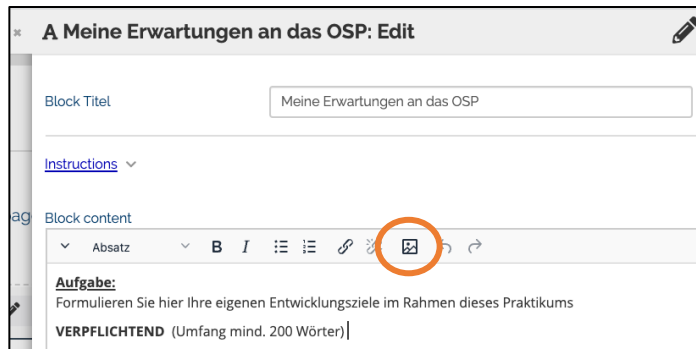 A Meine Erwartungen an das OSP: Edit
Block Titel
Meine Erwartungen an das OSP
Instructions
ag
Block content
Absatz
B I
Aufgabe:
Formulieren Sie hier Ihre eigenen Entwicklungsziele im Rahmen dieses Praktikums
VERPFLICHTEND (Umfang mind. 200 Wörter)